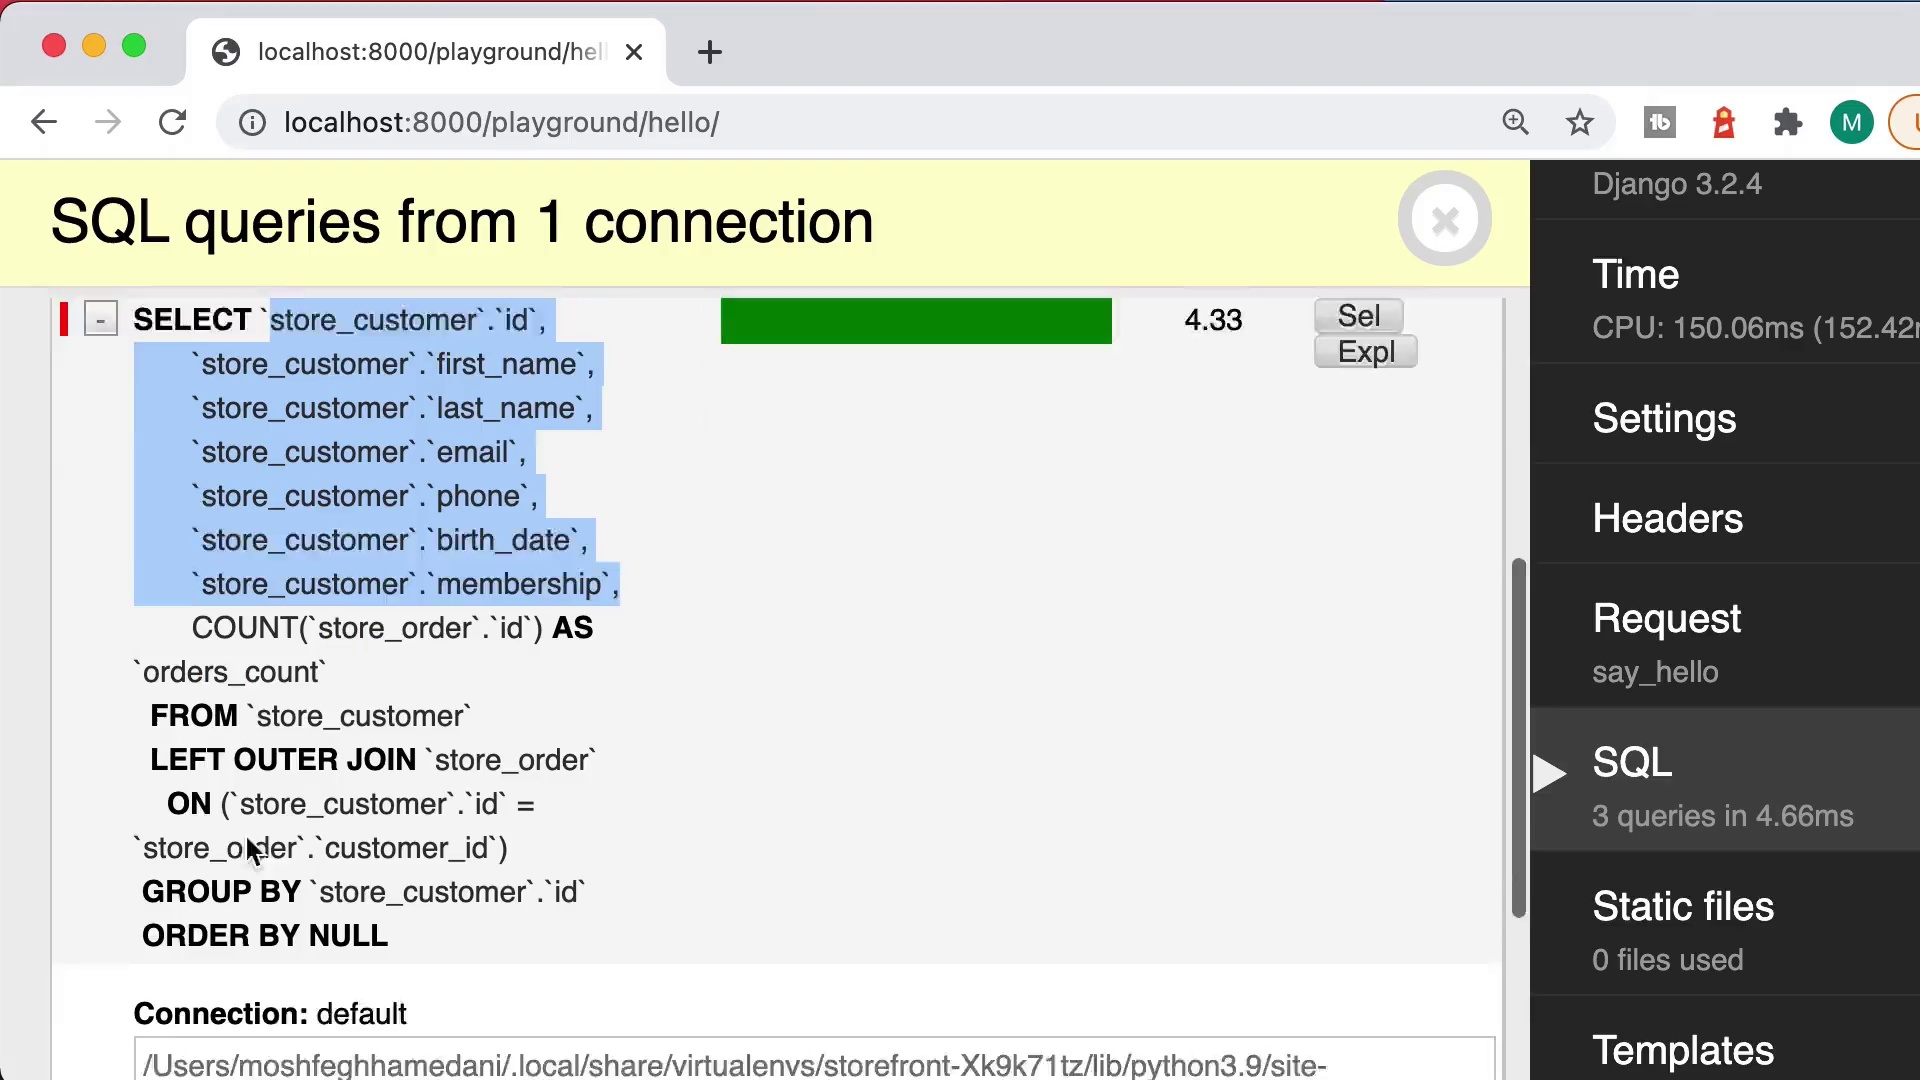 localhost:8000/playground/hel
localhost:8000/playground/hello/
M
SQL queries from 1 connection
- SELECT `store_customer`.`id`,
`store_customer`.`first_name`,
`store_customer`.`last_name`,
`store_customer`.`email`,
`store_customer`.`phone`,
`store_customer`.`birth_date`,
`store_customer`.`membership`,
COUNT(`store_order`.`id`) AS
`orders_count`
FROM `store_customer`
LEFT OUTER JOIN `store_order`
ON (`store_customer`.`id` =
`store_order`.`customer_id`)
GROUP BY `store_customer`.`id`
ORDER BY NULL
4.33
Sel
Expl
Connection: default
/Users/moshfeghhamedani/.local/share/virtualenvs/storefront-Xk9k71tz/lib/python3.9/site-
Django 3.2.4
Time
CPU: 150.06ms (152.42
Settings
Headers
Request
say_hello
SQL
3 queries in 4.66ms
Static files
0 files used
Templates